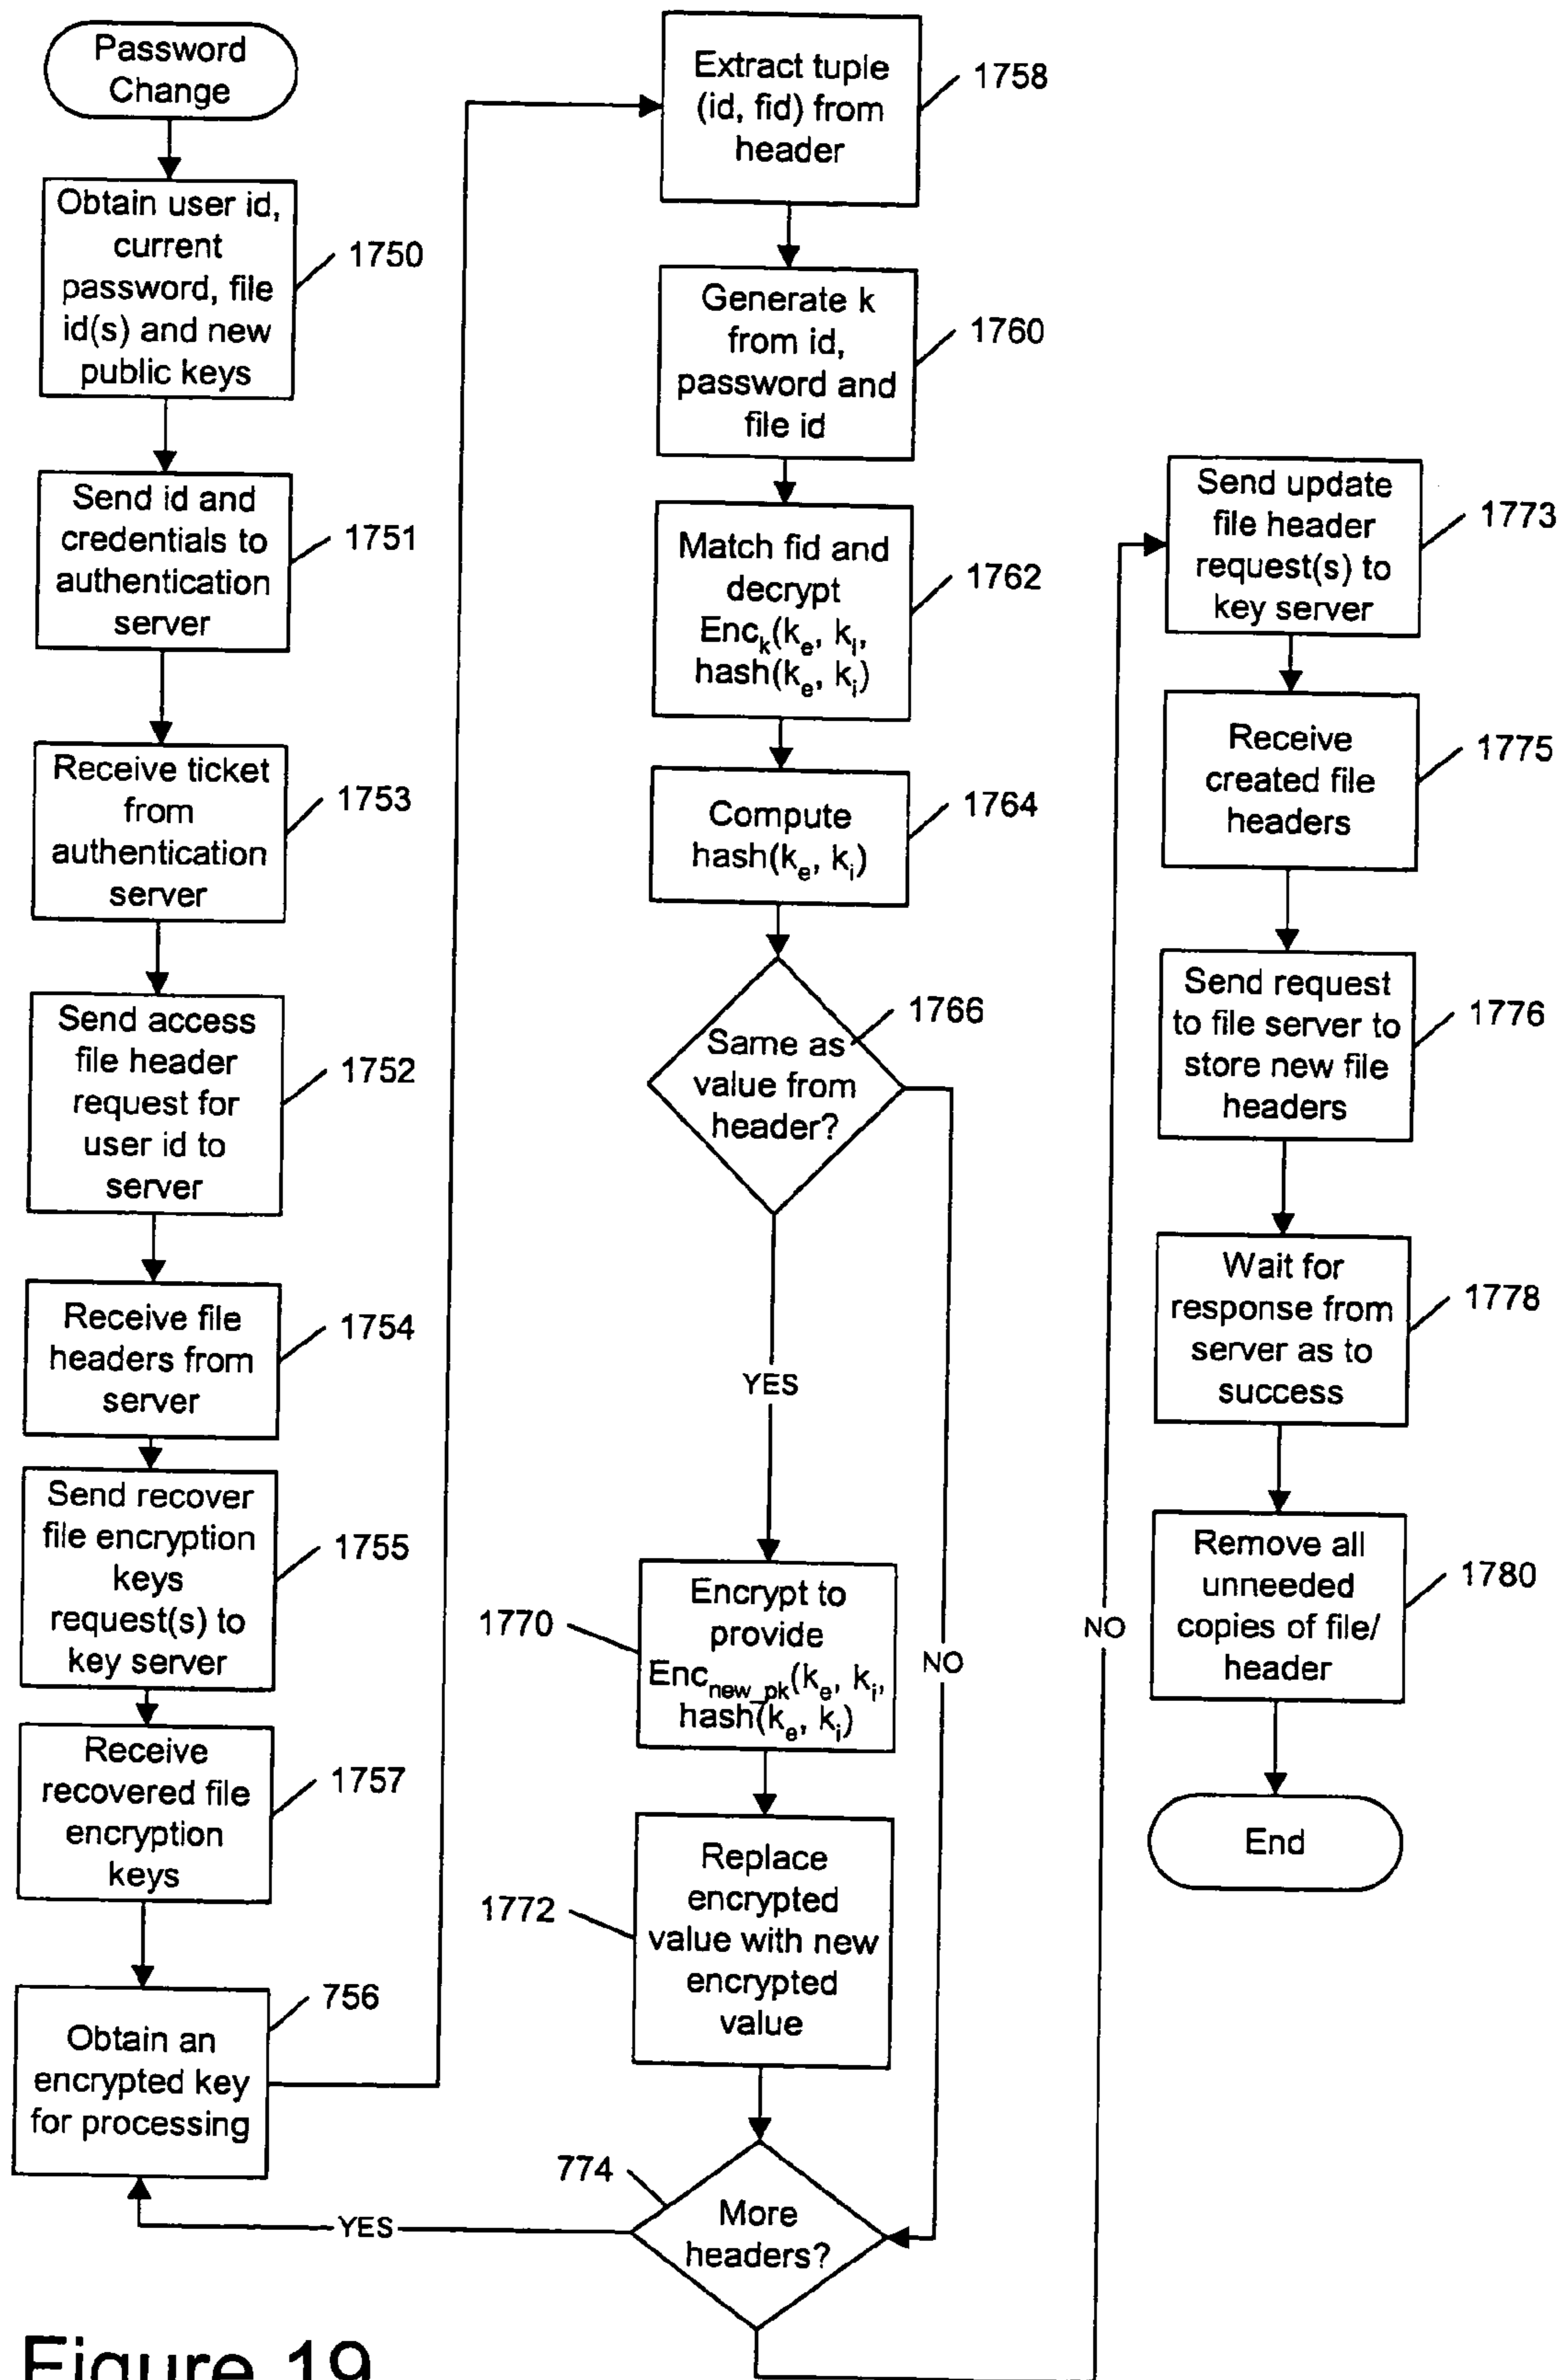 Password
Change
Obtain user id,
current
password, file
id(s) and new
public keys
1750
Send id and
credentials to
authentication
server
1751
Receive ticket
from
authentication
server
1753
Send access
file header
request for
user id to
server
1752
Receive file
headers from
server
1754
Send recover
file encryption
keys
request(s) to
key server
1755
Receive
recovered file
encryption
keys
1757
Obtain an
encrypted key
for processing
756
Extract tuple
(id, fid) from
header
1758
Generate k
from id,
password and
file id
1760
Match fid and
decrypt
Enck(ke, ki,
hash(ke, ki)
1762
Compute
hash(ke, ki)
1764
Same as
value from
header?
1766
YES
NO
Encrypt to
provide
Encnew_pk(ke, ki,
hash(ke, ki)
1770
Replace
encrypted
value with new
encrypted
value
1772
More
headers?
774
YES
NO
Send update
file header
request(s) to
key server
1773
Receive
created file
headers
1775
Send request
to file server to
store new file
headers
1776
Wait for
response from
server as to
success
1778
Remove all
unneeded
copies of file/
header
1780
End
Figure 19